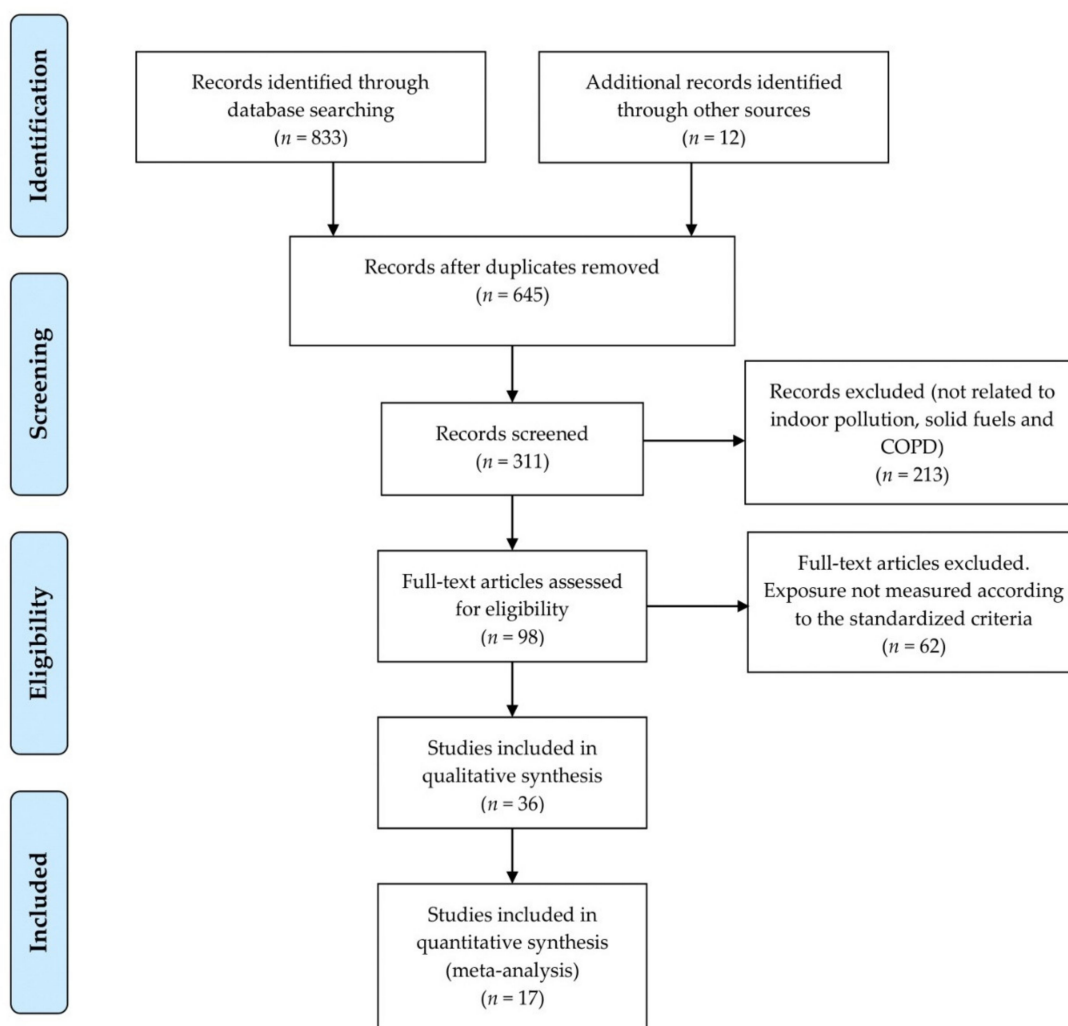 Identification
Records identified through
database searching
(n = 833)
Additional records identified
through other sources
(n = 12)
Records after duplicates removed
(n = 645)
Screening
Records screened
(n = 311)
Records excluded (not related to
indoor pollution, solid fuels and
COPD)
(n = 213)
Eligibility
Full-text articles assessed
for eligibility
(n = 98)
Full-text articles excluded.
Exposure not measured according
to the standardized criteria
(n = 62)
Studies included in
qualitative synthesis
(n = 36)
Included
Studies included in
quantitative synthesis
(meta-analysis)
(n = 17)